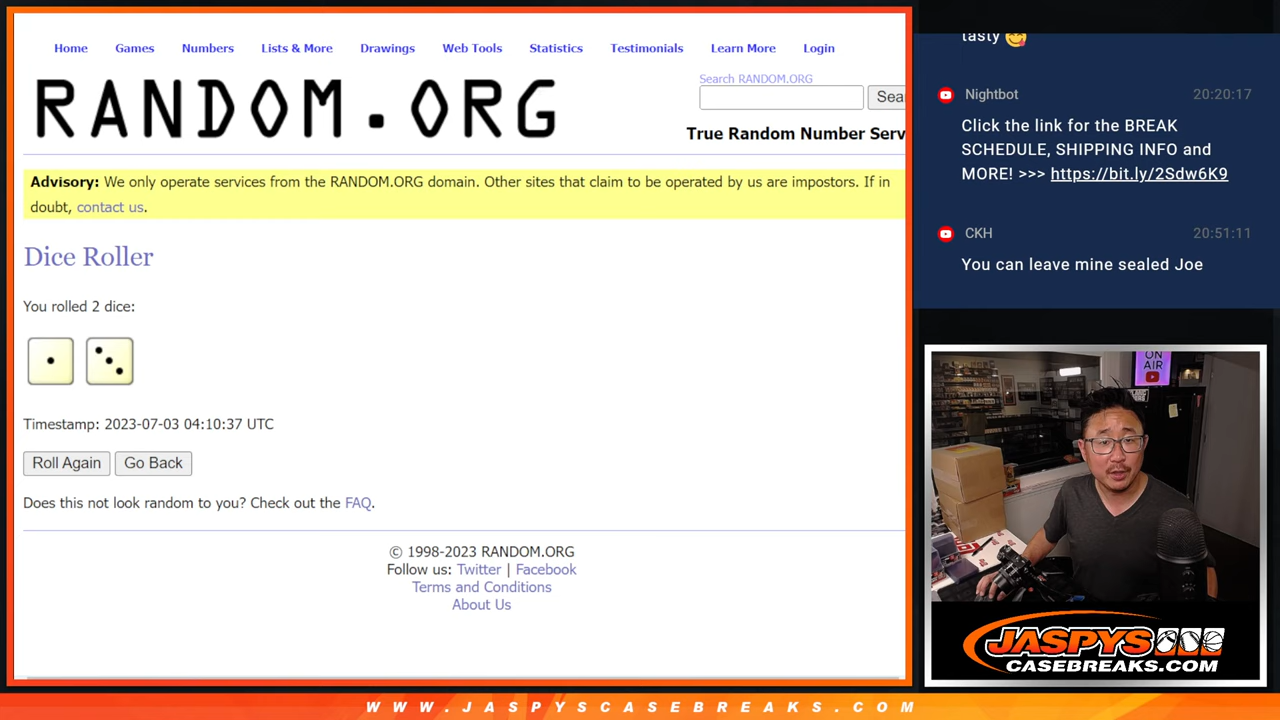 Home Games Numbers Lists & More Drawings Web Tools Statistics Testimonials Learn More Login
Search RANDOM.ORG
RANDOM.ORG
Sea
True Random Number Serv
Advisory: We only operate services from the RANDOM.ORG domain. Other sites that claim to be operated by us are impostors. If in
doubt, contact us.
Dice Roller
You rolled 2 dice:
Timestamp: 2023-07-03 04:10:37 UTC
Roll Again Go Back
Does this not look random to you? Check out the FAQ.
© 1998-2023 RANDOM.ORG
Follow us: Twitter | Facebook
Terms and Conditions
About Us
tasty 😋
Nightbot 20:20:17
Click the link for the BREAK
SCHEDULE, SHIPPING INFO and
MORE! >>> https://bit.ly/2Sdw6K9
CKH 20:51:11
You can leave mine sealed Joe
ON
AIR
JASPYS
CASEBREAKS.COM
WWW.JASPYSCASEBREAKS.COM